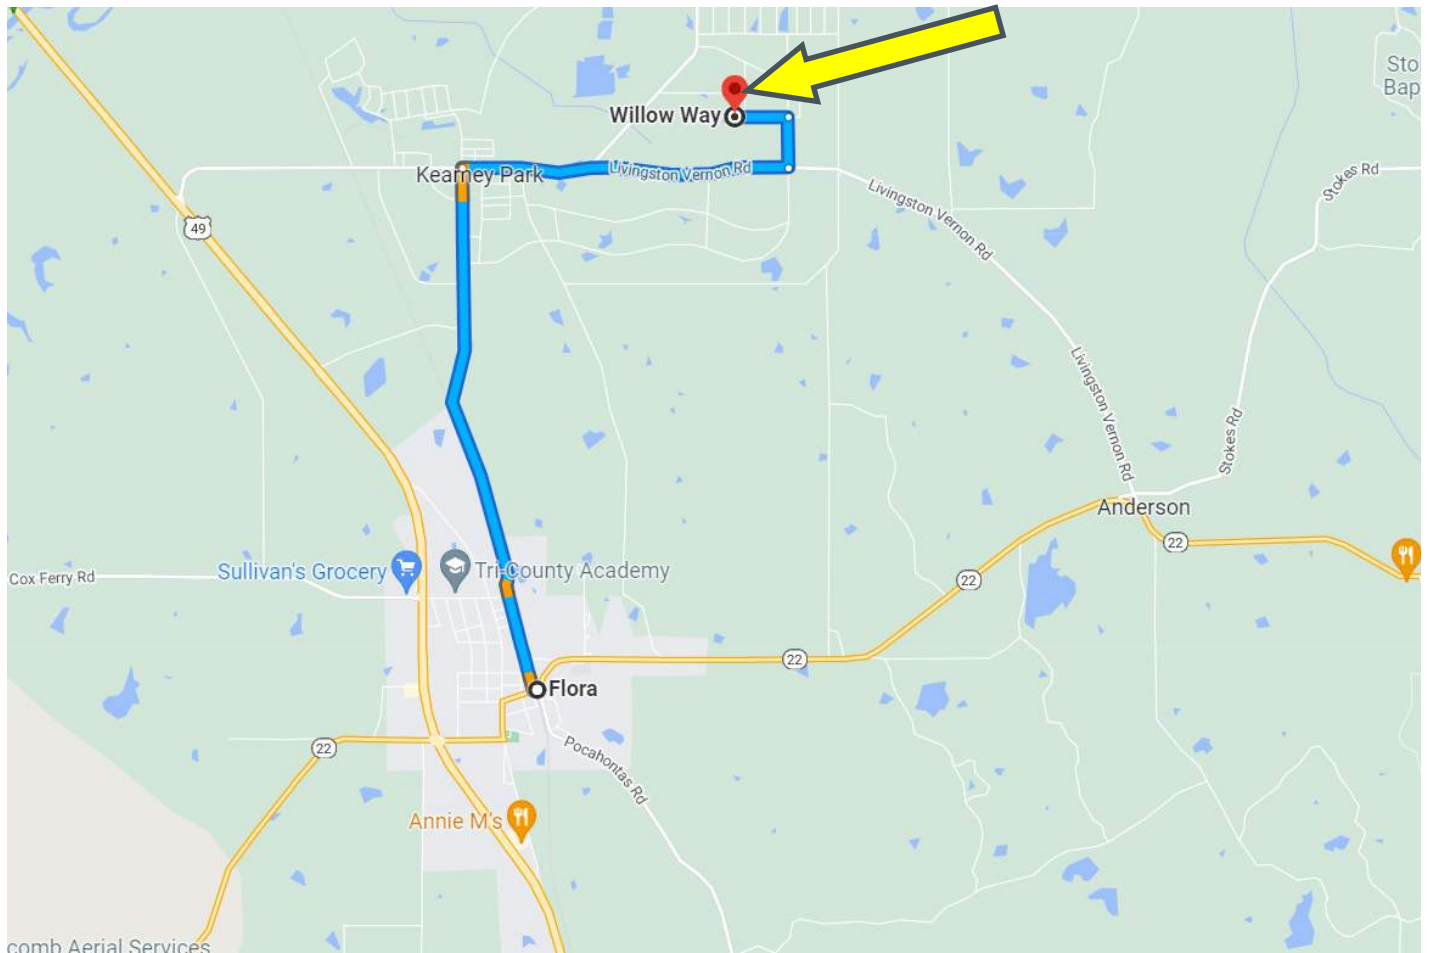 Sto
Bap
Willow Way
Kearney Park
Livingston Vernon Rd
Stokes Rd
Livingston Vernon Rd
49
Livingston Vernon Rd
Stokes Rd
Anderson
22
Cox Ferry Rd
Sullivan's Grocery
Tri-County Academy
22
22
Flora
22
Pocahontas Rd
Annie M's
comb Aerial Services